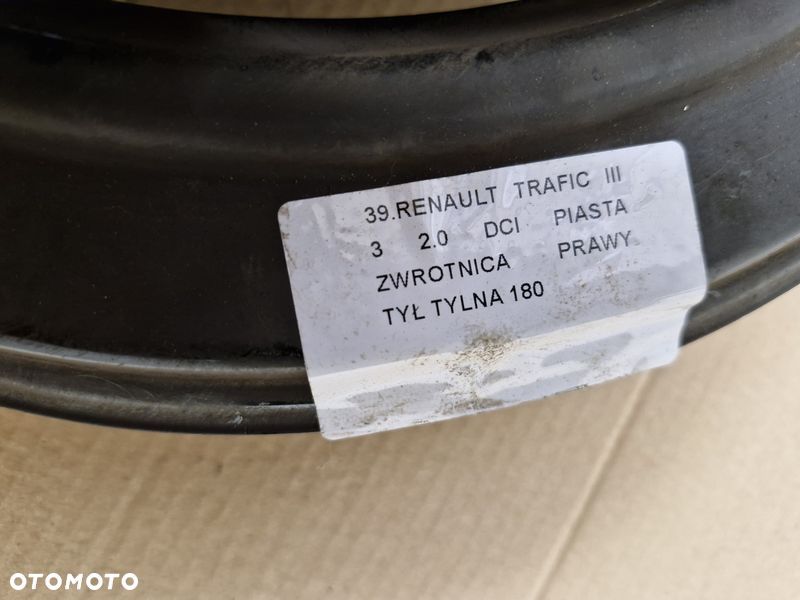 39.RENAULT TRAFIC III
3 2.0 DCI PIASTA
ZWROTNICA PRAWY
TYŁ TYLNA 180
OTOMOTO